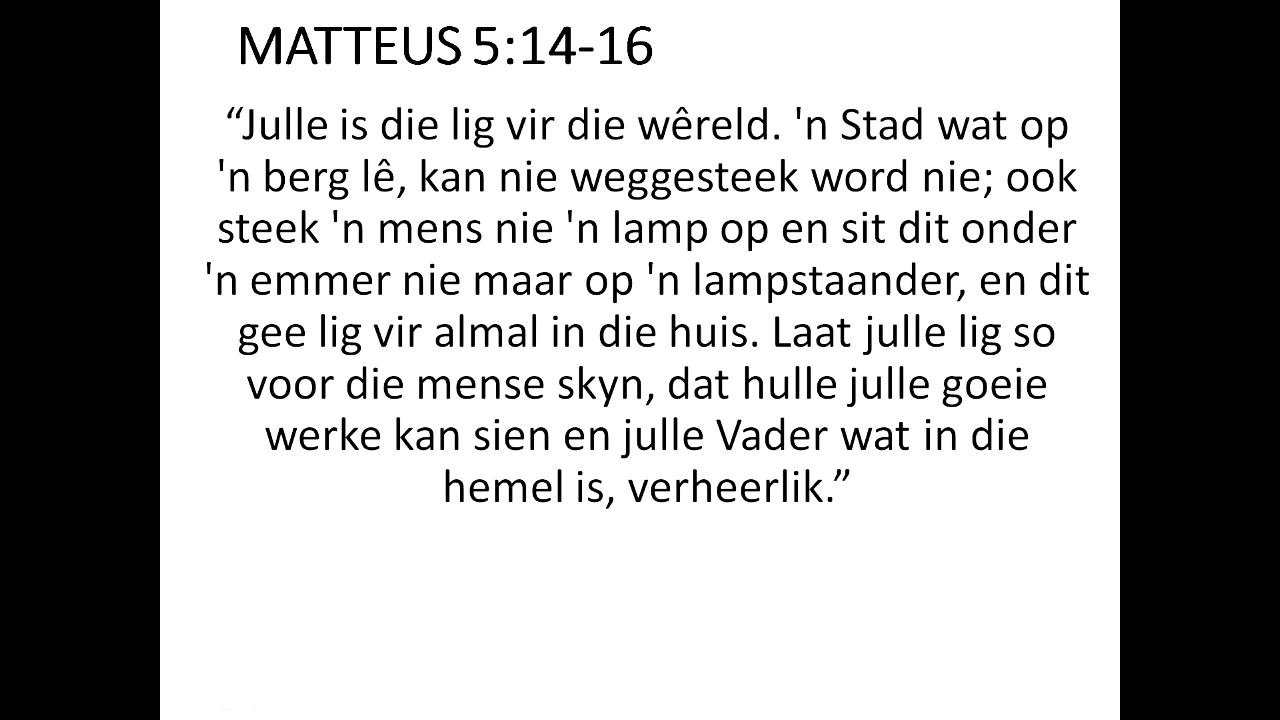 MATTEUS 5:14-16
“Julle is die lig vir die wêreld. 'n Stad wat op
'n berg lê, kan nie weggesteek word nie; ook
steek 'n mens nie 'n lamp op en sit dit onder
'n emmer nie maar op 'n lampstaander, en dit
gee lig vir almal in die huis. Laat julle lig so
voor die mense skyn, dat hulle julle goeie
werke kan sien en julle Vader wat in die
hemel is, verheerlik.”